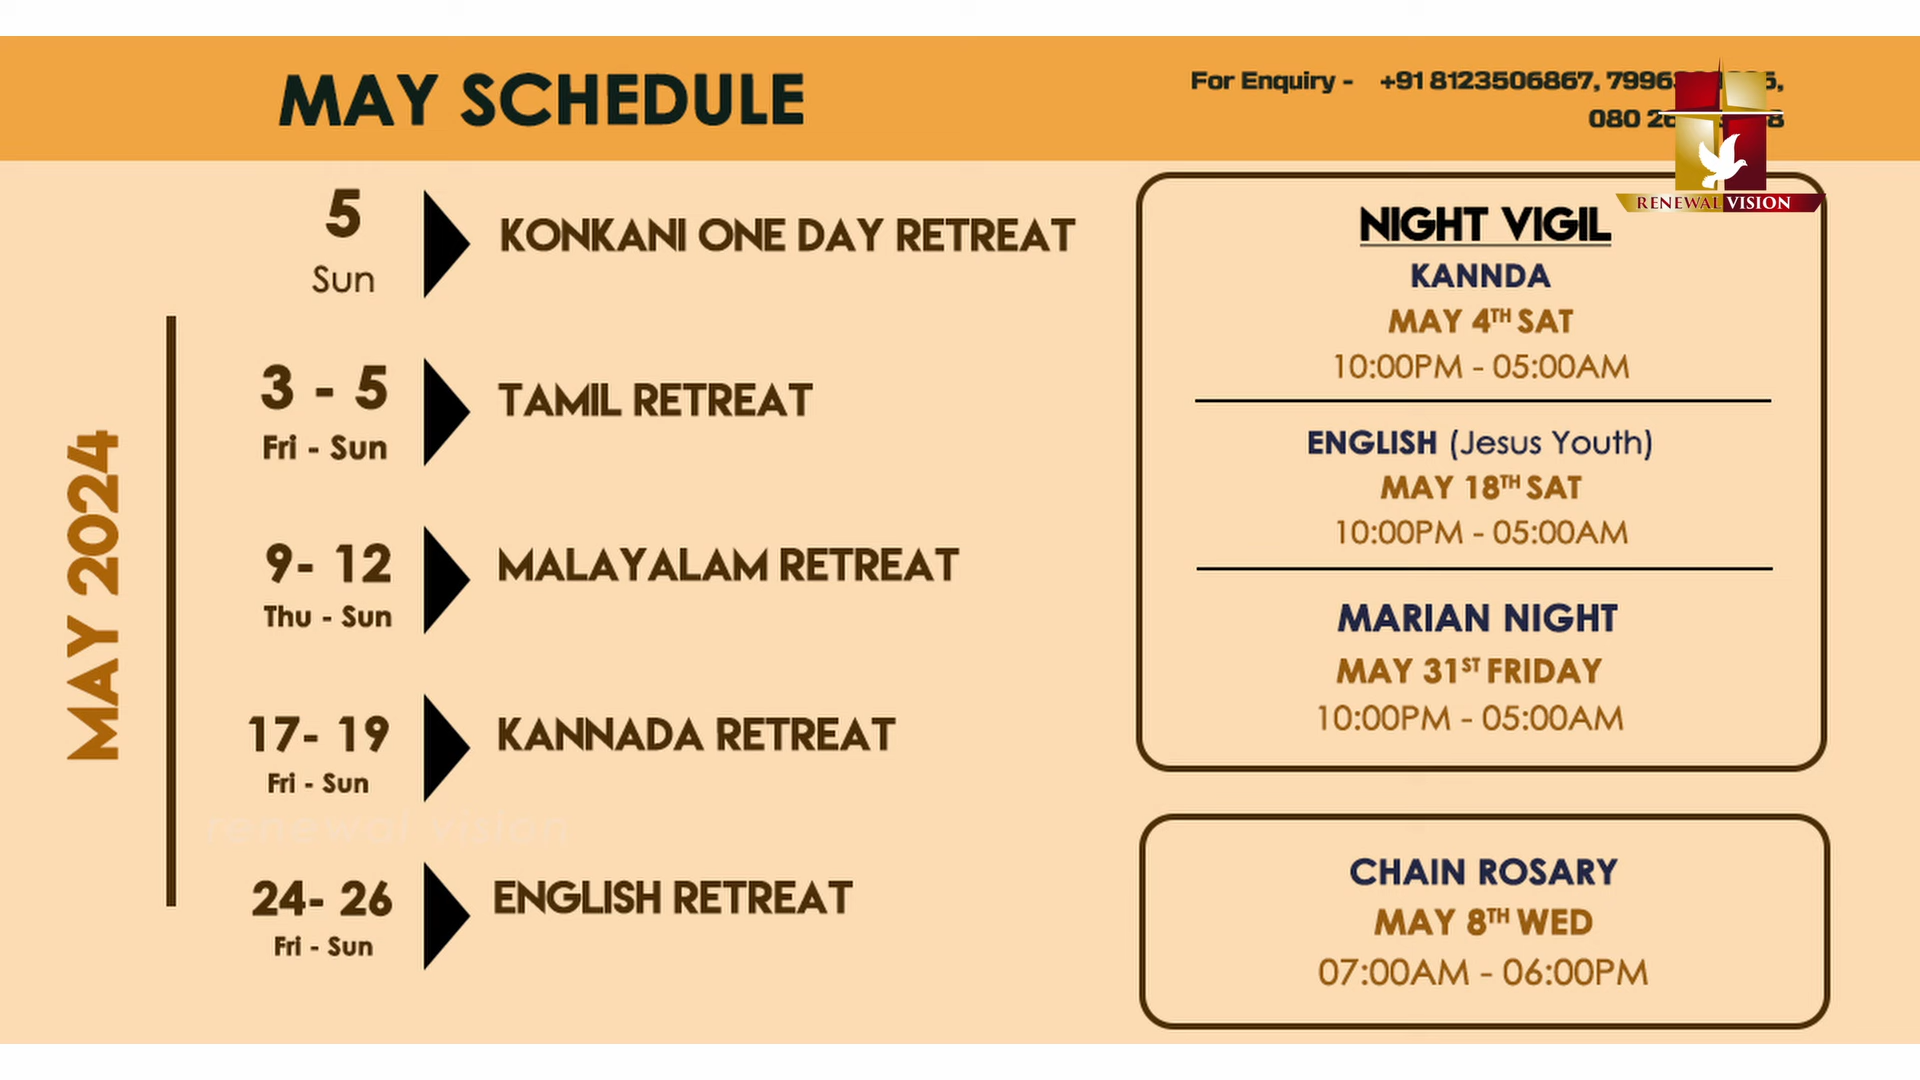 MAY SCHEDULE
For Enquiry - +91 8123506867,
080
RENEWAL VISION
5
Sun
KONKANI ONE DAY RETREAT
3 - 5
Fri - Sun
TAMIL RETREAT
9- 12
Thu - Sun
MALAYALAM RETREAT
17- 19
Fri - Sun
KANNADA RETREAT
renewal vision
24- 26
Fri - Sun
ENGLISH RETREAT
MAY 2024
NIGHT VIGIL
KANNDA
MAY 4TH SAT
10:00PM - 05:00AM
ENGLISH (Jesus Youth)
MAY 18TH SAT
10:00PM - 05:00AM
MARIAN NIGHT
MAY 31ST FRIDAY
10:00PM - 05:00AM
CHAIN ROSARY
MAY 8TH WED
07:00AM - 06:00PM